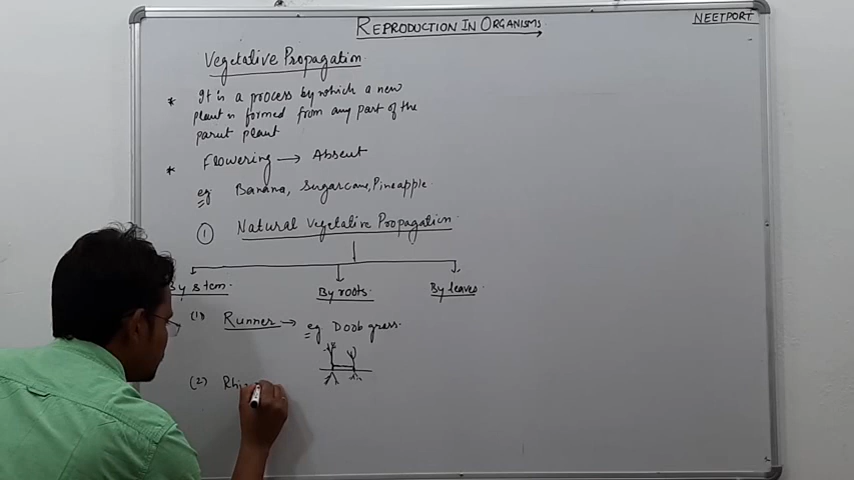 REPRODUCTION IN ORGANISMS
NEETPORT
Vegetative Propagation
* It is a process by which a new
plant is formed from any part of the
parent plant
* Flowering → Absent
eg Banana, Sugarcane, Pineapple
① Natural Vegetative Propagation
By stem
By roots
By leaves
(1) Runner → eg Doob grass.
(2) Rhi